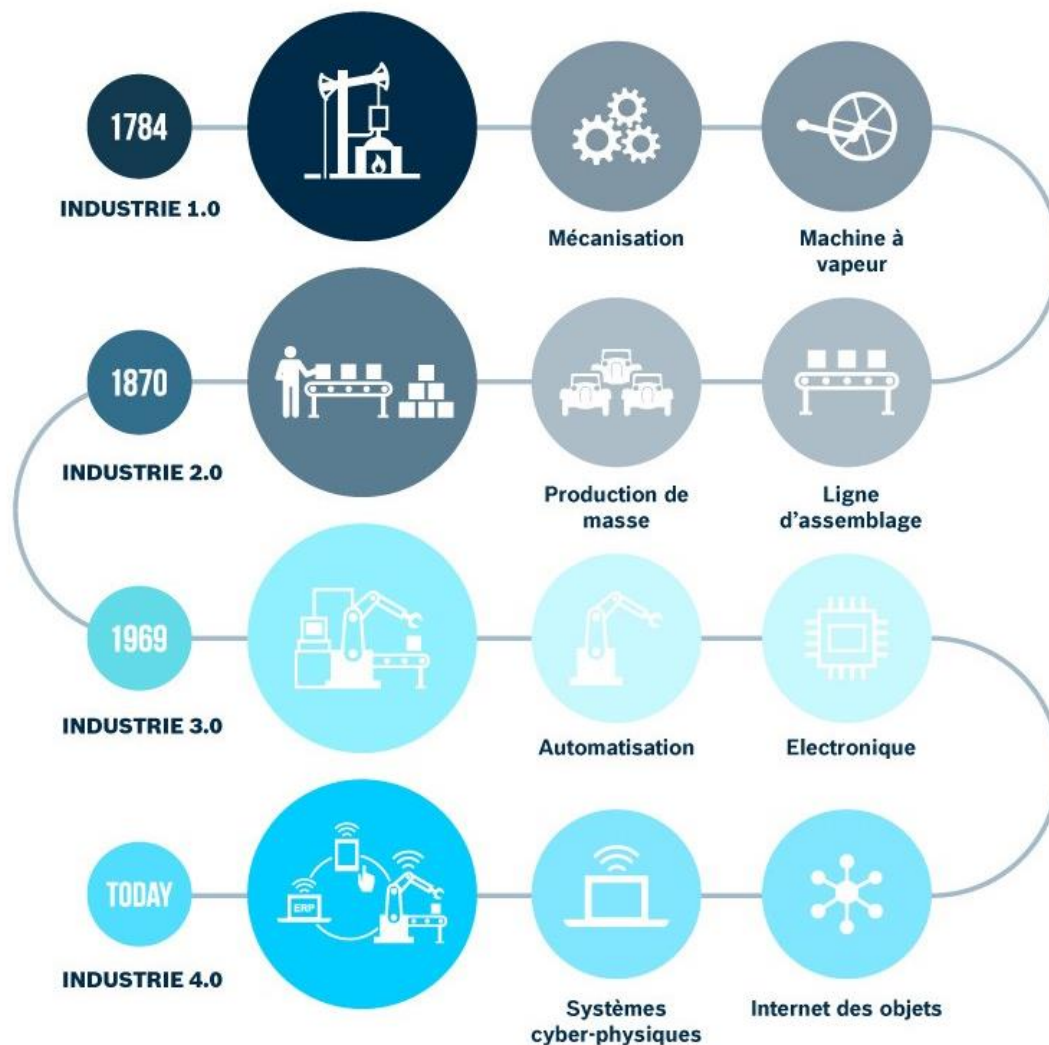 1784
INDUSTRIE 1.0
Mécanisation
Machine à
vapeur
1870
INDUSTRIE 2.0
Production de
masse
Ligne
d'assemblage
1969
INDUSTRIE 3.0
Automatisation
Electronique
TODAY
INDUSTRIE 4.0
ERP
Systèmes
cyber-physiques
Internet des objets